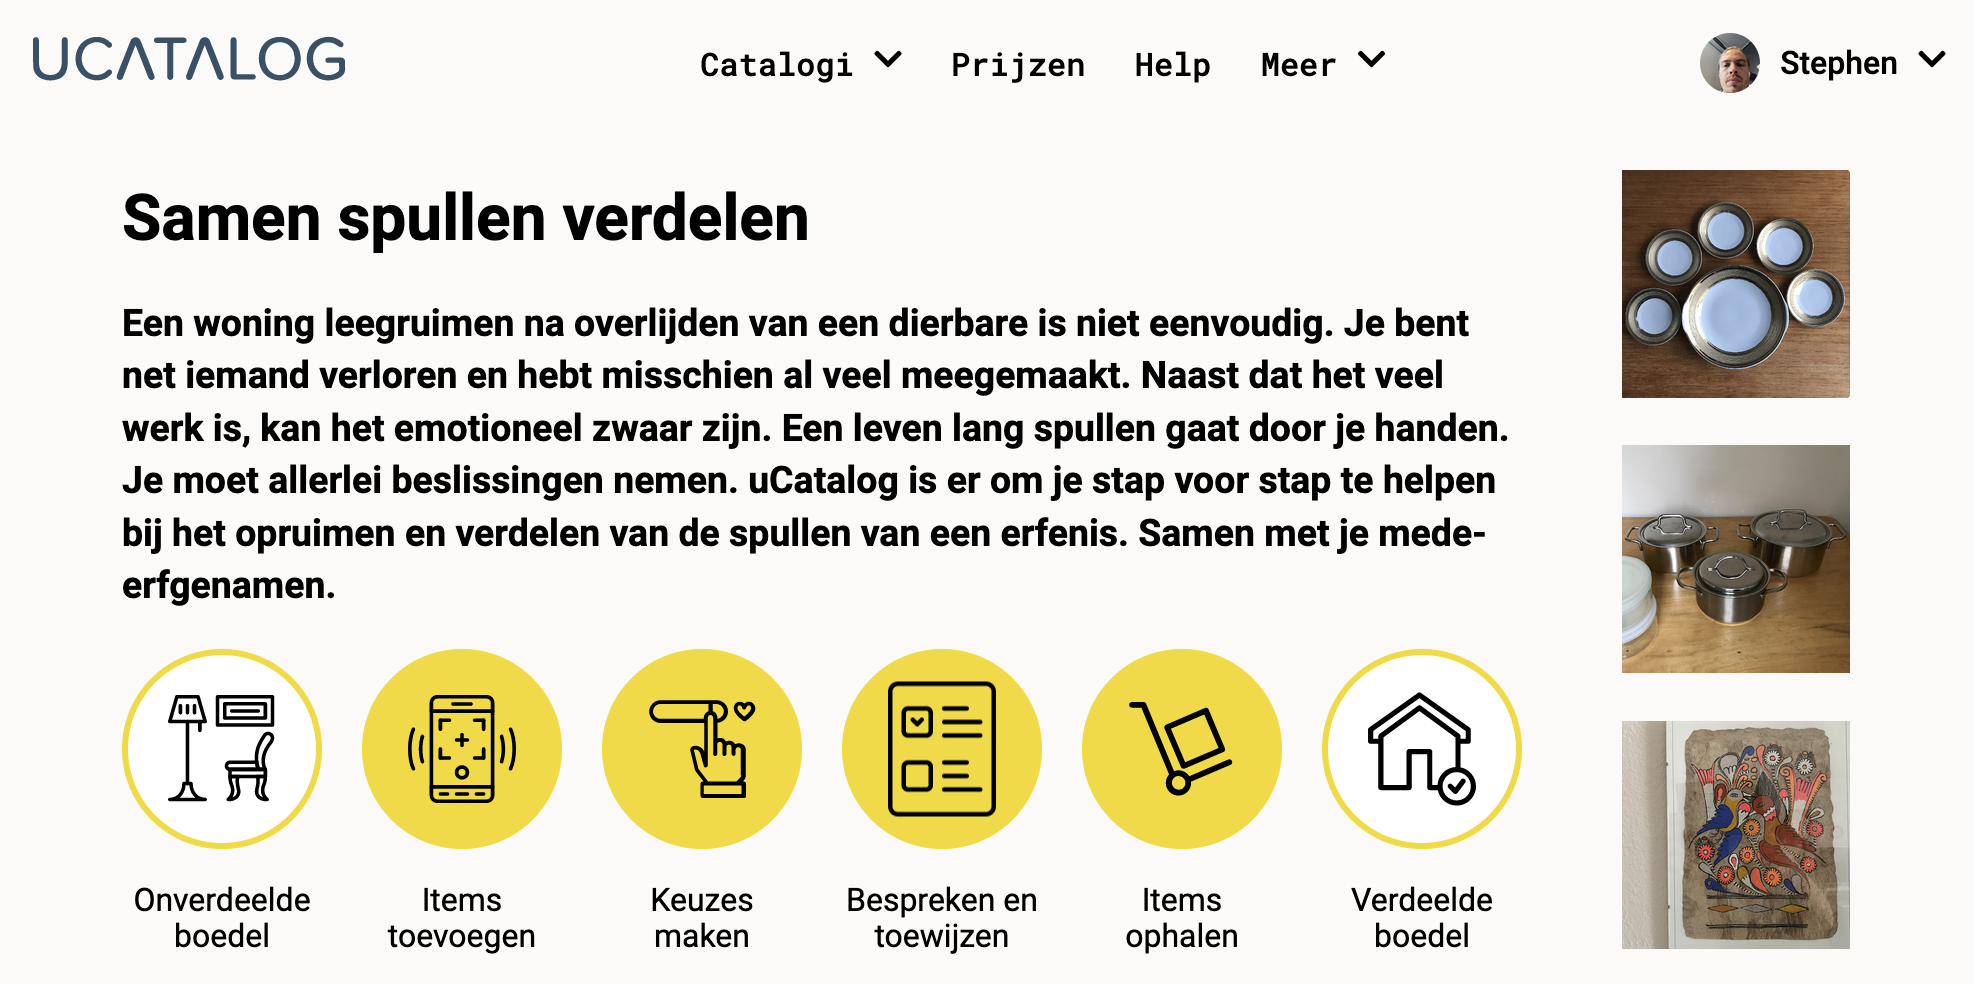 UCATALOG
Catalogi
Prijzen
Help
Meer
Stephen
Samen spullen verdelen
Een woning leegruimen na overlijden van een dierbare is niet eenvoudig. Je bent
net iemand verloren en hebt misschien al veel meegemaakt. Naast dat het veel
werk is, kan het emotioneel zwaar zijn. Een leven lang spullen gaat door je handen.
Je moet allerlei beslissingen nemen. uCatalog is er om je stap voor stap te helpen
bij het opruimen en verdelen van de spullen van een erfenis. Samen met je mede-
erfgenamen.
Onverdeelde
boedel
Items
toevoegen
Keuzes
maken
Bespreken en
toewijzen
Items
ophalen
Verdeelde
boedel